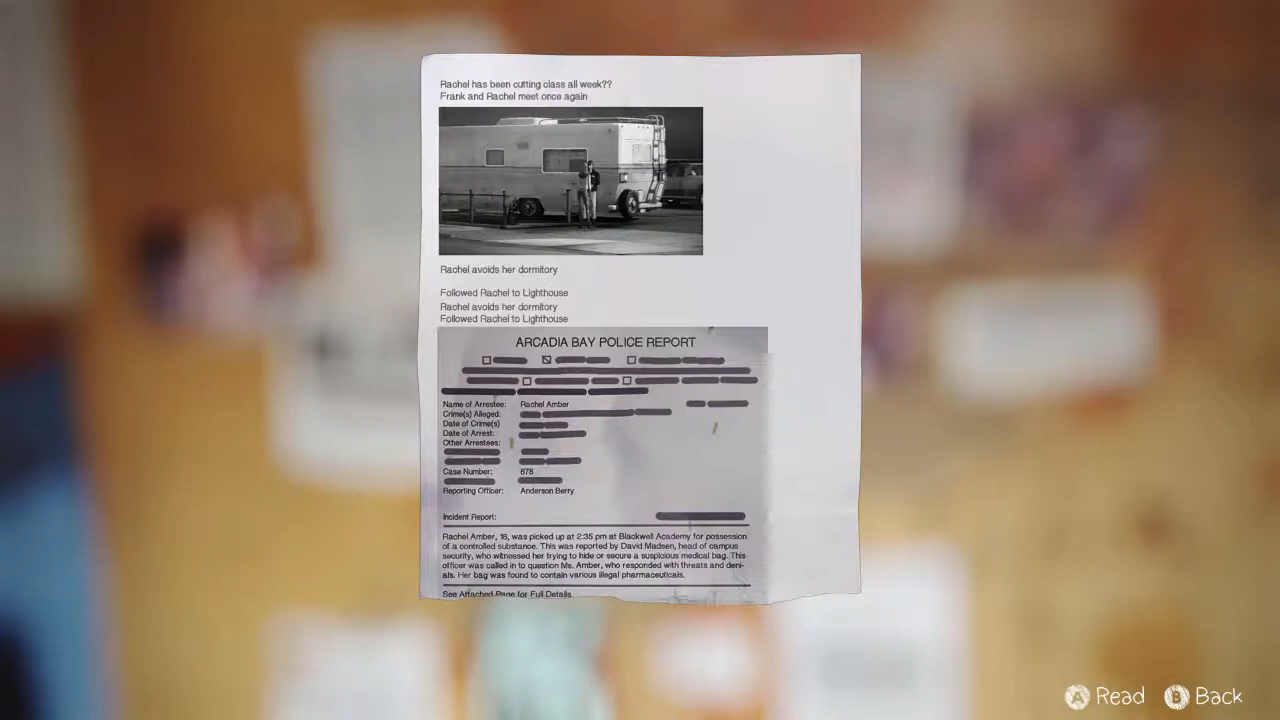 Rachel has been cutting class all week??
Frank and Rachel meet once again
Rachel avoids her dormitory
Followed Rachel to Lighthouse
Rachel avoids her dormitory
Followed Rachel to Lighthouse
ARCADIA BAY POLICE REPORT
Name of Arrestee: Rachel Amber
Crime(s) Alleged:
Date of Crime(s)
Date of Arrest:
Other Arrestees:
Case Number: 678
Reporting Officer: Anderson Berry
Incident Report:
Rachel Amber, 16, was picked up at 2:35 pm at Blackwell Academy for possession
of a controlled substance. This was reported by David Madsen, head of campus
security, who witnessed her trying to hide or secure a suspicious medical bag. This
officer was called in to question Ms. Amber, who responded with threats and deni-
als. Her bag was found to contain various illegal pharmaceuticals.
See Attached Page for Full Details
A Read B Back